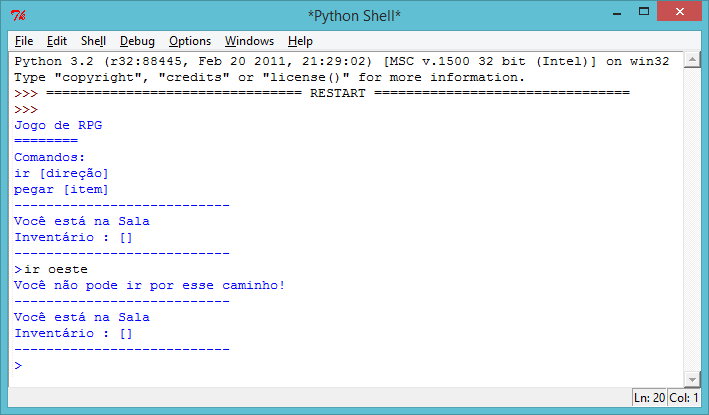 *Python Shell*
File Edit Shell Debug Options Windows Help
Python 3.2 (r32:88445, Feb 20 2011, 21:29:02) [MSC v.1500 32 bit (Intel)] on win32
Type "copyright", "credits" or "license()" for more information.
>>> ================================ RESTART ================================
>>>
Jogo de RPG
========
Comandos:
ir [direção]
pegar [item]
---------------------------
Você está na Sala
Inventário : []
---------------------------
>ir oeste
Você não pode ir por esse caminho!
---------------------------
Você está na Sala
Inventário : []
---------------------------
>
Ln: 20 Col: 1